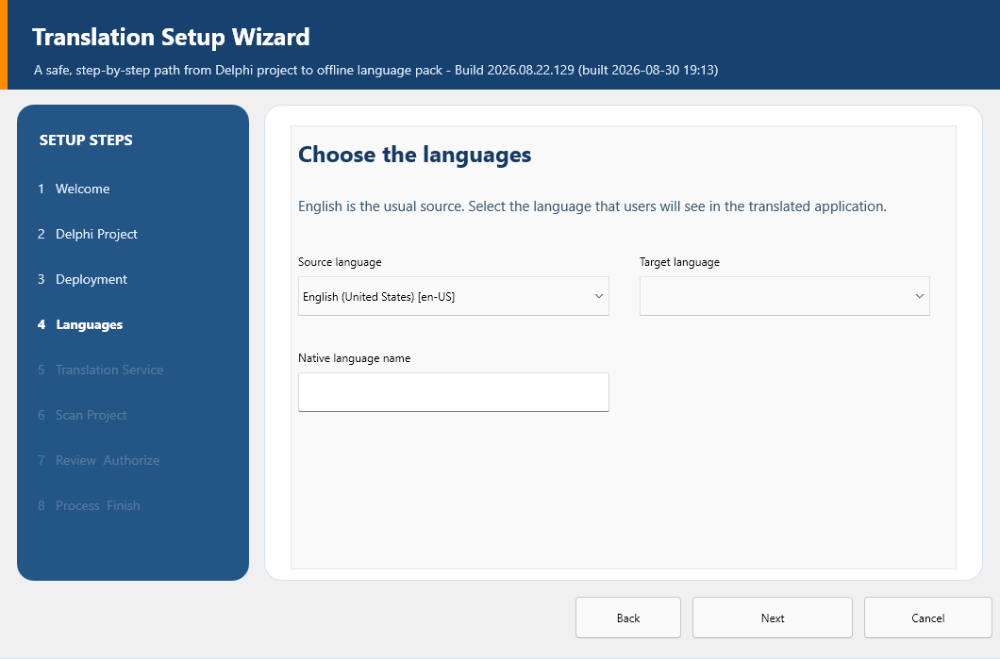 Translation Setup Wizard
A safe, step-by-step path from Delphi project to offline language pack - Build 2026.08.22.129 (built 2026-08-30 19:13)
SETUP STEPS
1 Welcome
2 Delphi Project
3 Deployment
4 Languages
5 Translation Service
6 Scan Project
7 Review  Authorize
8 Process  Finish
Choose the languages
English is the usual source. Select the language that users will see in the translated application.
Source language
English (United States) [en-US]
Target language
Native language name
Back
Next
Cancel